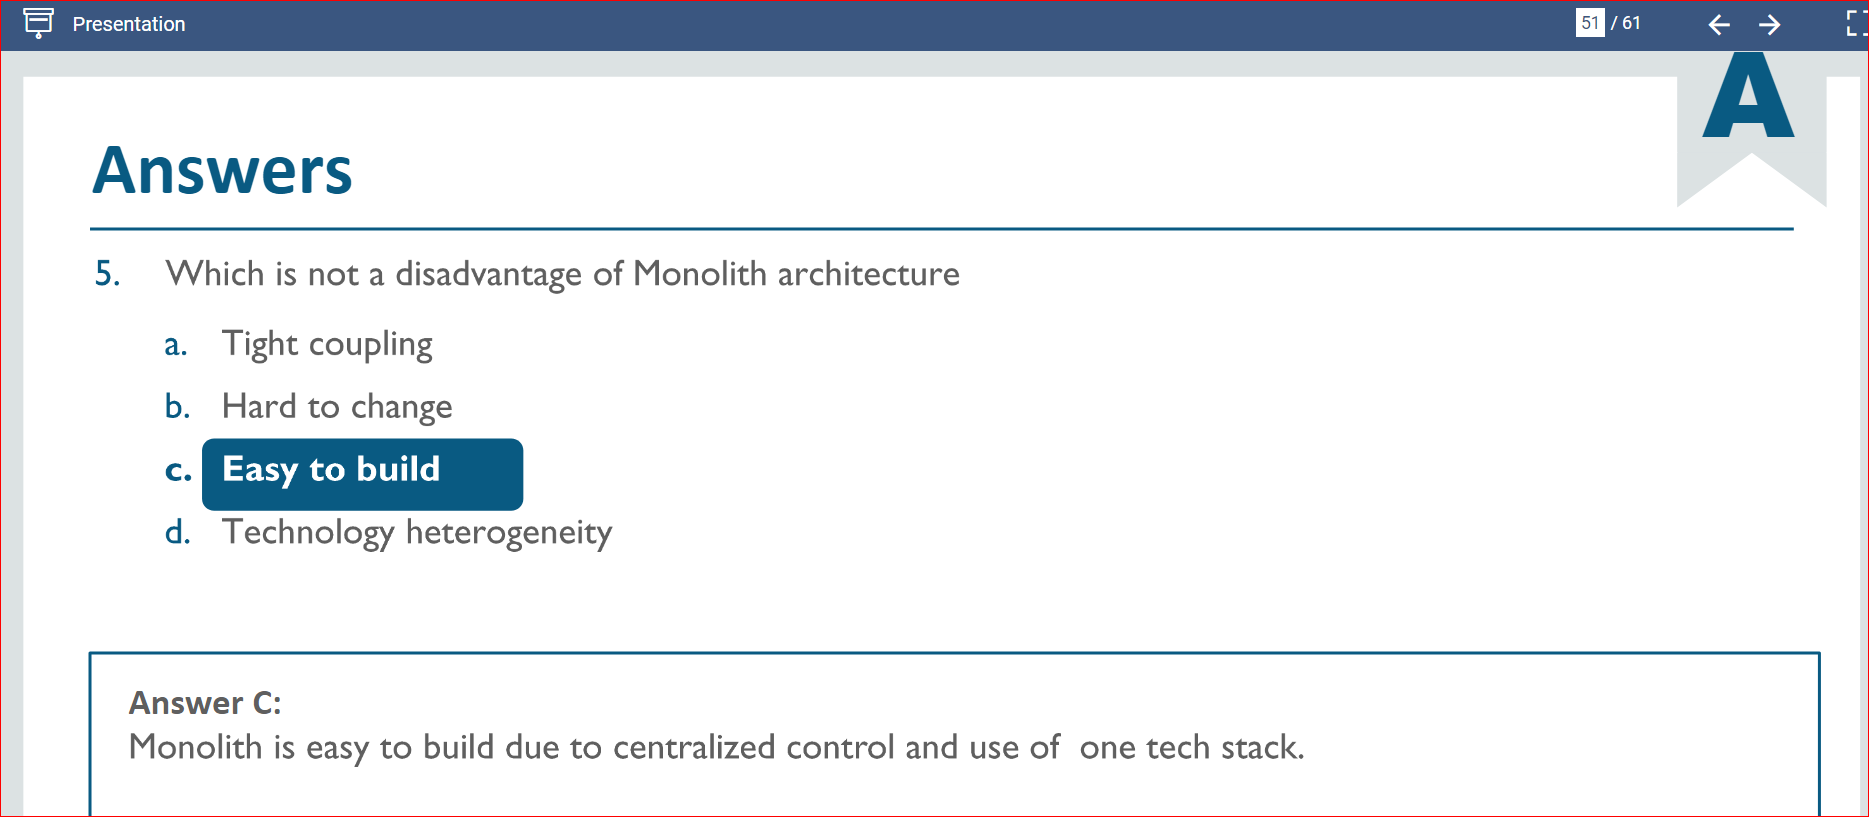 Presentation
51 / 61
A
Answers
5. Which is not a disadvantage of Monolith architecture
a. Tight coupling
b. Hard to change
c. Easy to build
d. Technology heterogeneity
Answer C:
Monolith is easy to build due to centralized control and use of  one tech stack.